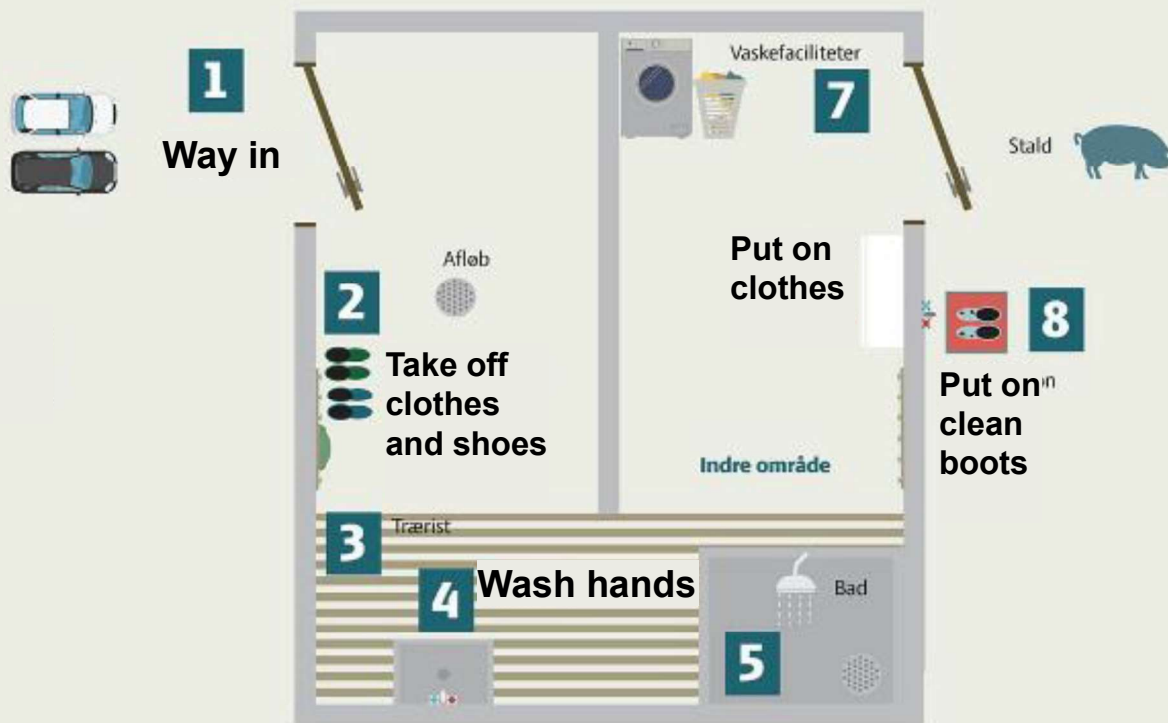 1
Way in
2
Afløb
Take off
clothes
and shoes
3
Trærist
4
Wash hands
5
Bad
Vaskefaciliteter
7
Put on
clothes
Indre område
Stald
8
Put on
clean
boots